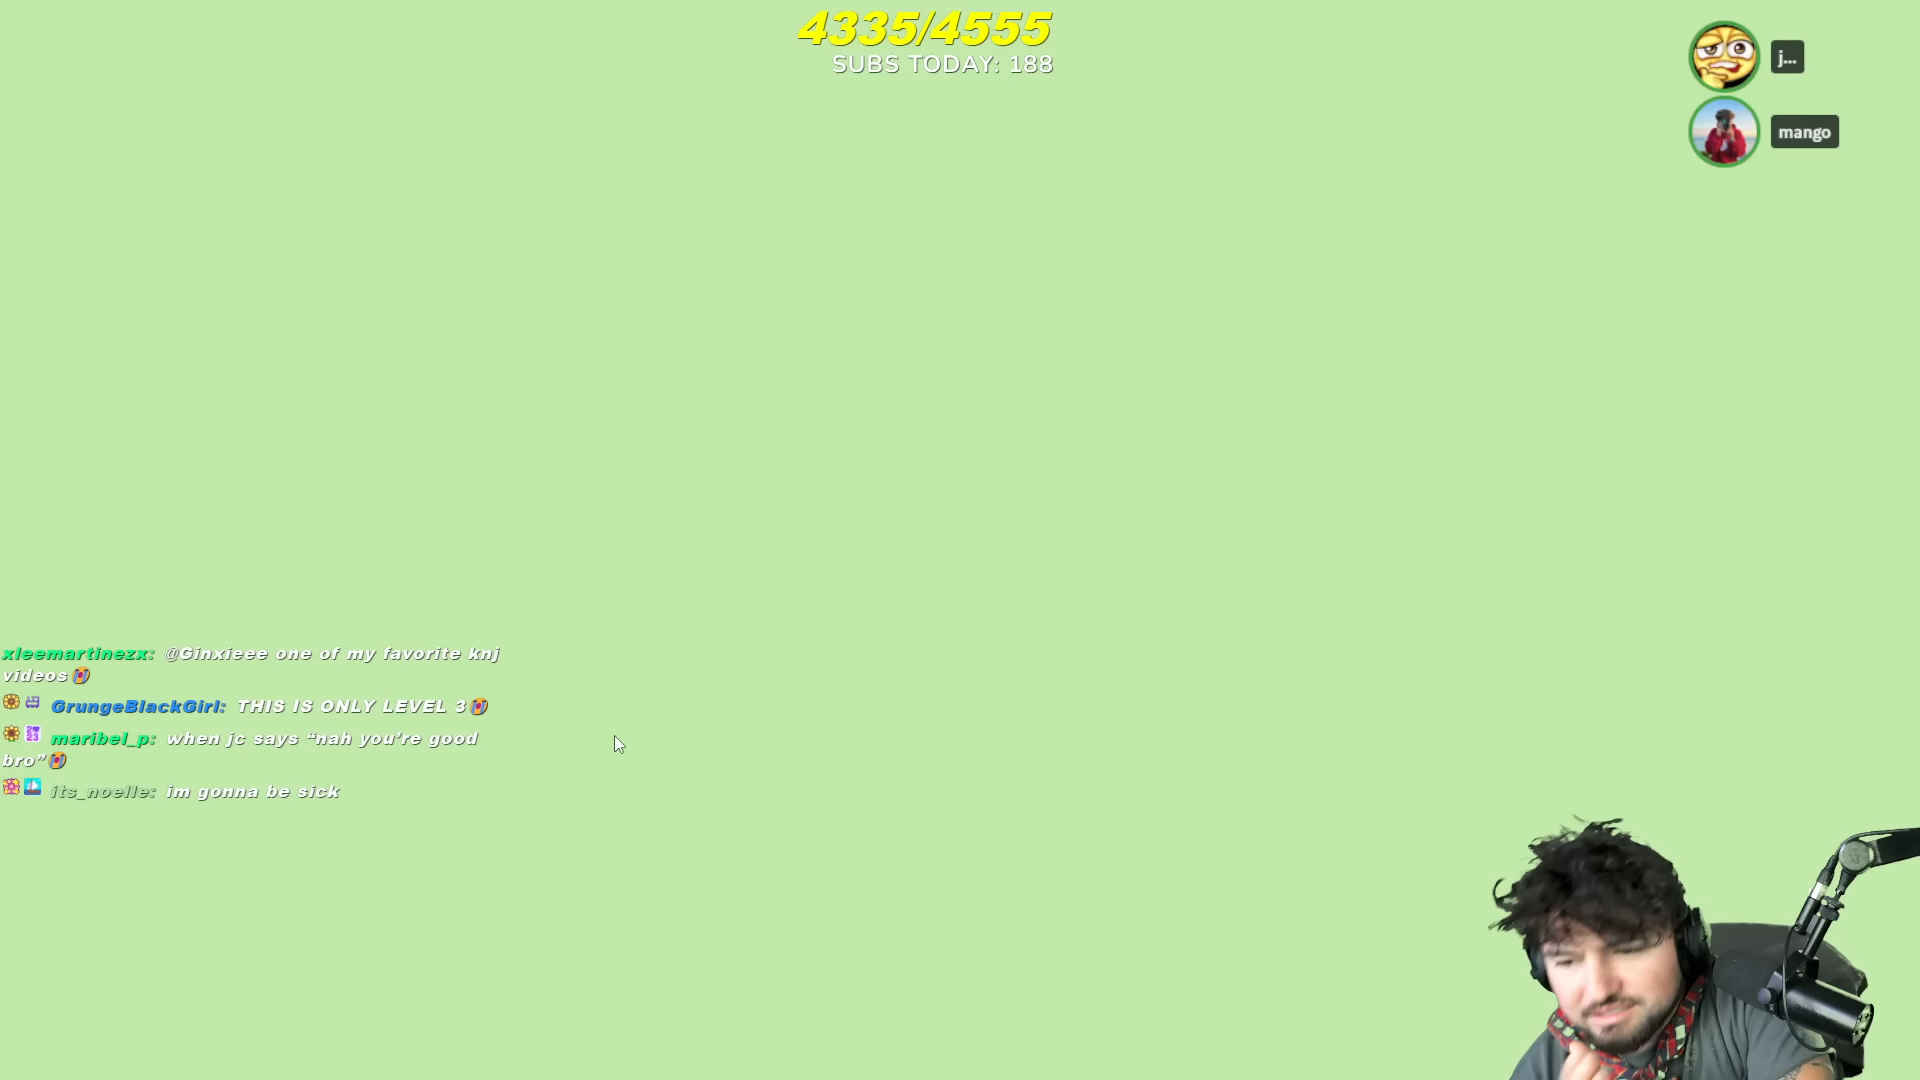 4335/4555
SUBS TODAY: 188
j...
mango
xleemartinezx: @Ginxieee one of my favorite knj
videos
GrungeBlackGirl: THIS IS ONLY LEVEL 3
23
maribel_p: when jc says “nah you’re good
bro”
its_noelle: im gonna be sick